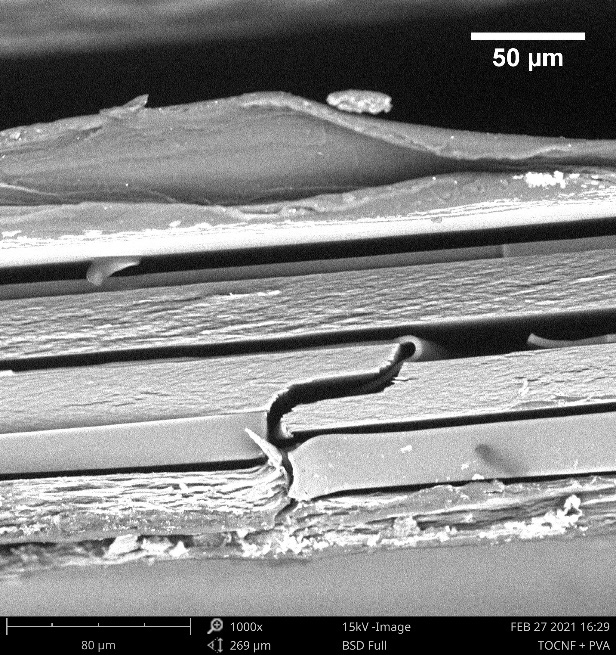 50 µm
1000x 15kV -Image FEB 27 2021 16:29
80 µm 269 µm BSD Full TOCNF + PVA